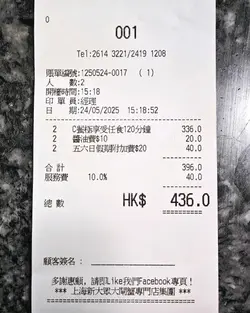 0
001
Tel:2614 3221/2419 1208
賬單編號:1250524-0017 (1)
人 數:2
開檯時間:15:18
印單員:經理
日 期:24/05/2025 15:18:52
2 C餐極享受任食120分鐘 336.0
2 醬油費$10 20.0
2 五六日假期附加費$20 40.0
合計 396.0
服務費 10.0% 40.0
總數 HK$ 436.0
顧客簽名 :
多謝惠顧，請即Like我們Facebook專頁！
*** 上海新大眾大閘蟹專門店集團 ***